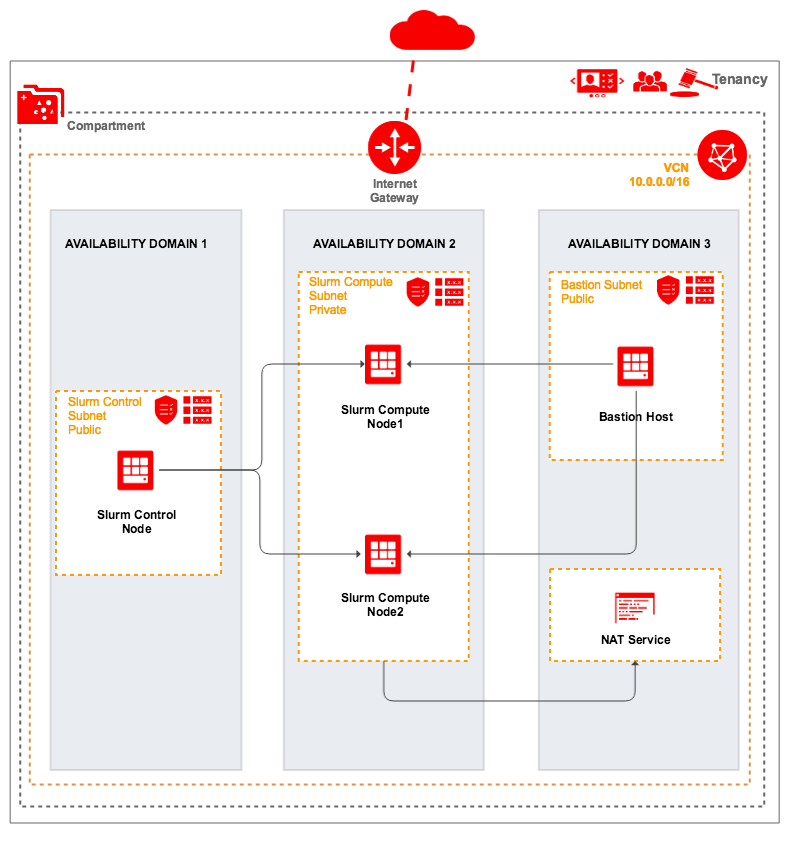 Tenancy
Compartment
Internet
Gateway
VCN
10.0.0.0/16
AVAILABILITY DOMAIN 1
AVAILABILITY DOMAIN 2
AVAILABILITY DOMAIN 3
Slurm Compute
Subnet
Private
x.x.x
x.x.x
x.x.x
Bastion Subnet
Public
x.x.x
x.x.x
x.x.x
Slurm Compute
Node1
Bastion Host
Slurm Control
Subnet
Public
x.x.x
x.x.x
x.x.x
Slurm Control
Node
Slurm Compute
Node2
NAT Service